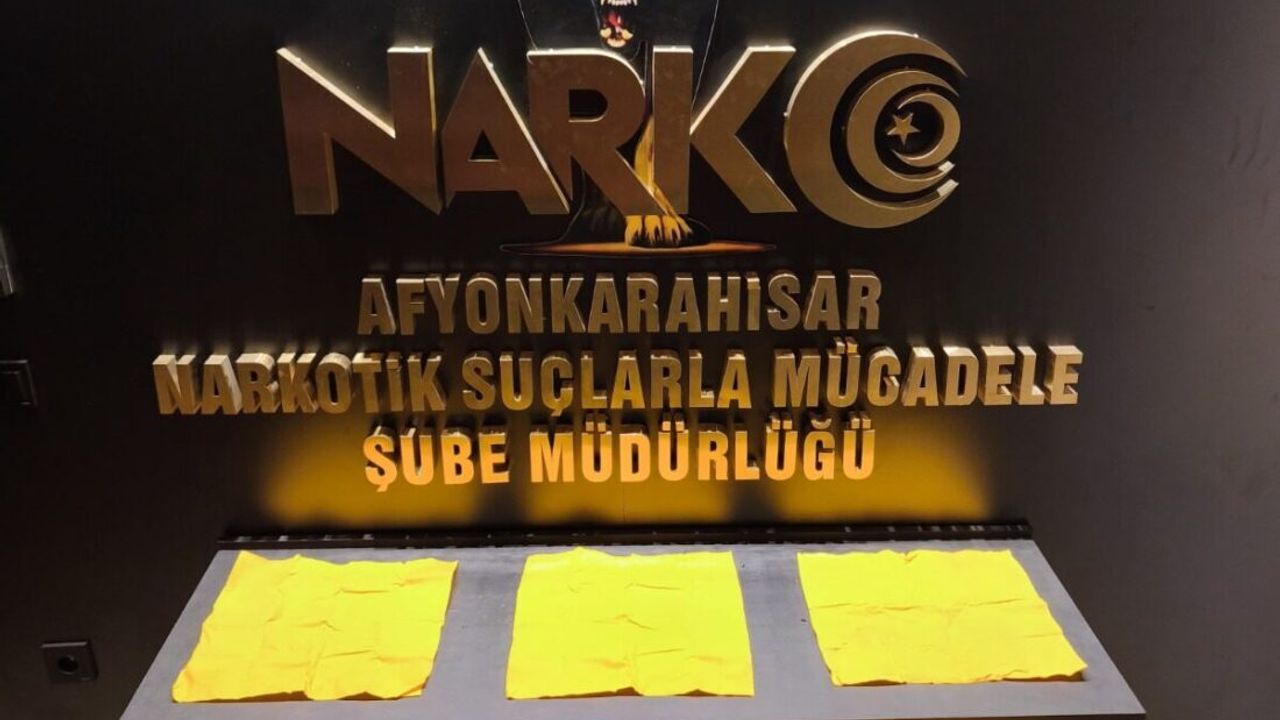 NARKO
AFYONKARAHİSAR
NARKOTİK SUÇLARLA MÜCADELE
ŞUBE MÜDÜRLÜĞÜ